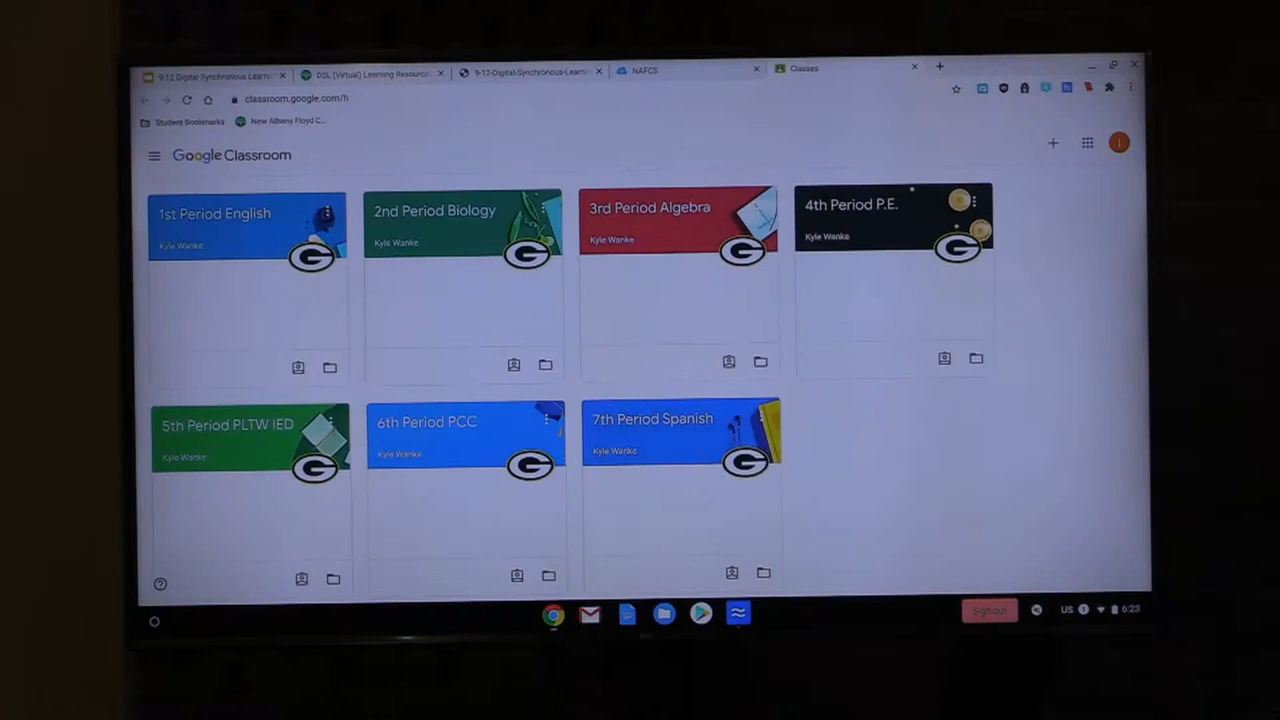 9-12 Digital Synchronous Learni
DSL (Virtual) Learning Resource
9-12-Digital-Synchronous-Learni
NAFCS
Classes
classroom.google.com/h
Student Bookmarks
New Albany Floyd C...
Google Classroom
1st Period English
Kyle Wanke
G
2nd Period Biology
Kyle Wanke
G
3rd Period Algebra
Kyle Wanke
G
4th Period P.E.
Kyle Wanke
G
5th Period PLTW IED
Kyle Wanke
G
6th Period PCC
Kyle Wanke
G
7th Period Spanish
Kyle Wanke
G
Sign out
US
1
6:23